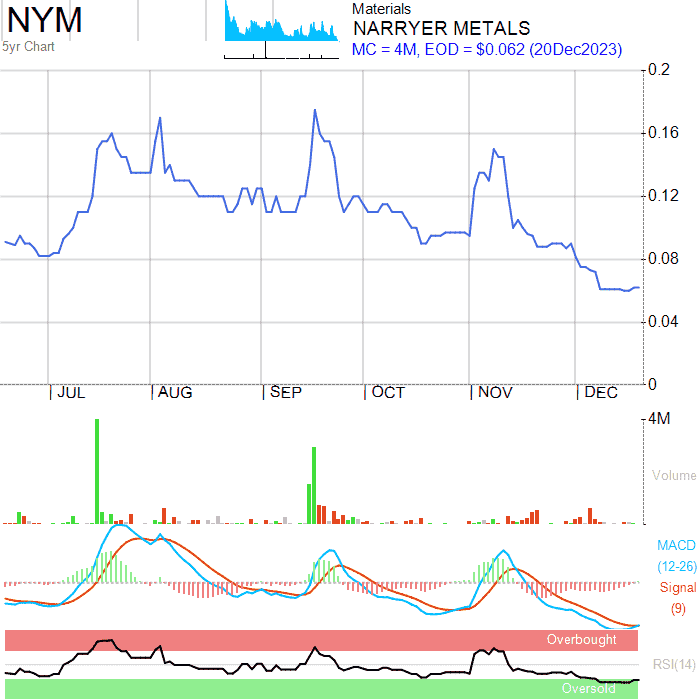 NYM
5yr Chart
Materials
NARRYER METALS
MC = 4M, EOD = $0.062 (20Dec2023)
0.2
0.16
0.12
0.08
0.04
0
JUL AUG SEP OCT NOV DEC
4M
Volume
MACD
(12-26)
Signal
(9)
Overbought
RSI(14)
Oversold